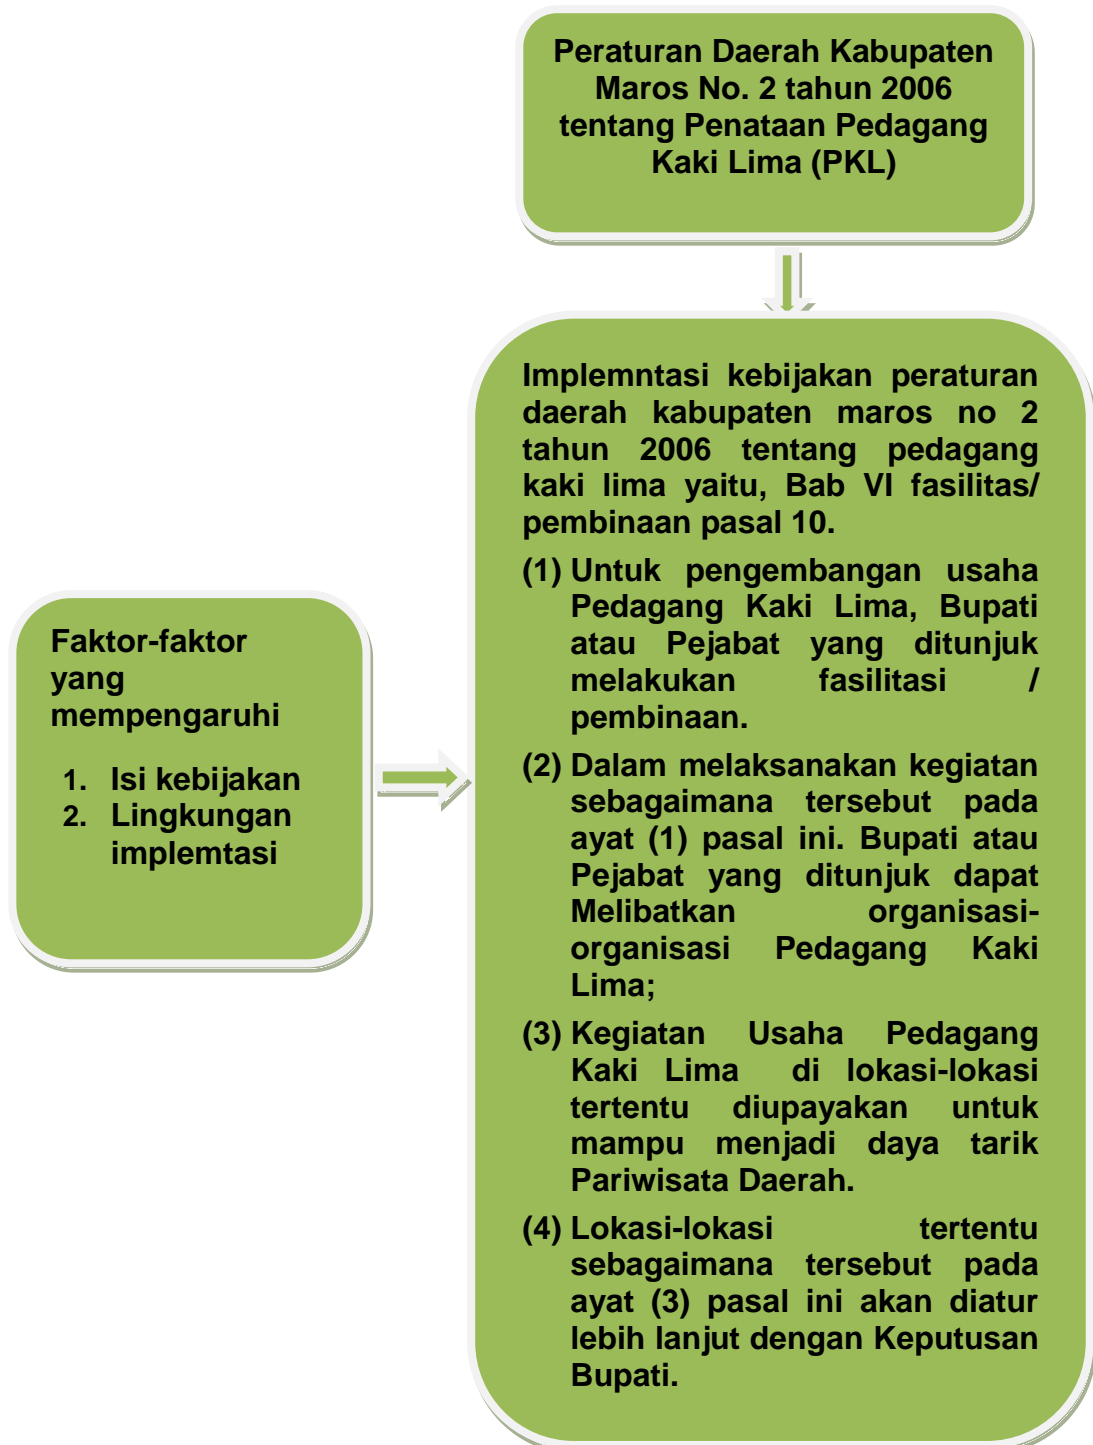 Peraturan Daerah Kabupaten
Maros No. 2 tahun 2006
tentang Penataan Pedagang
Kaki Lima (PKL)
Implemntasi kebijakan peraturan
daerah kabupaten maros no 2
tahun 2006 tentang pedagang
kaki lima yaitu, Bab VI fasilitas/
pembinaan pasal 10.
(1) Untuk pengembangan usaha
Pedagang Kaki Lima, Bupati
atau Pejabat yang ditunjuk
melakukan fasilitasi /
pembinaan.
(2) Dalam melaksanakan kegiatan
sebagaimana tersebut pada
ayat (1) pasal ini. Bupati atau
Pejabat yang ditunjuk dapat
Melibatkan organisasi-
organisasi Pedagang Kaki
Lima;
(3) Kegiatan Usaha Pedagang
Kaki Lima di lokasi-lokasi
tertentu diupayakan untuk
mampu menjadi daya tarik
Pariwisata Daerah.
(4) Lokasi-lokasi tertentu
sebagaimana tersebut pada
ayat (3) pasal ini akan diatur
lebih lanjut dengan Keputusan
Bupati.
Faktor-faktor
yang
mempengaruhi
1. Isi kebijakan
2. Lingkungan
implemtasi